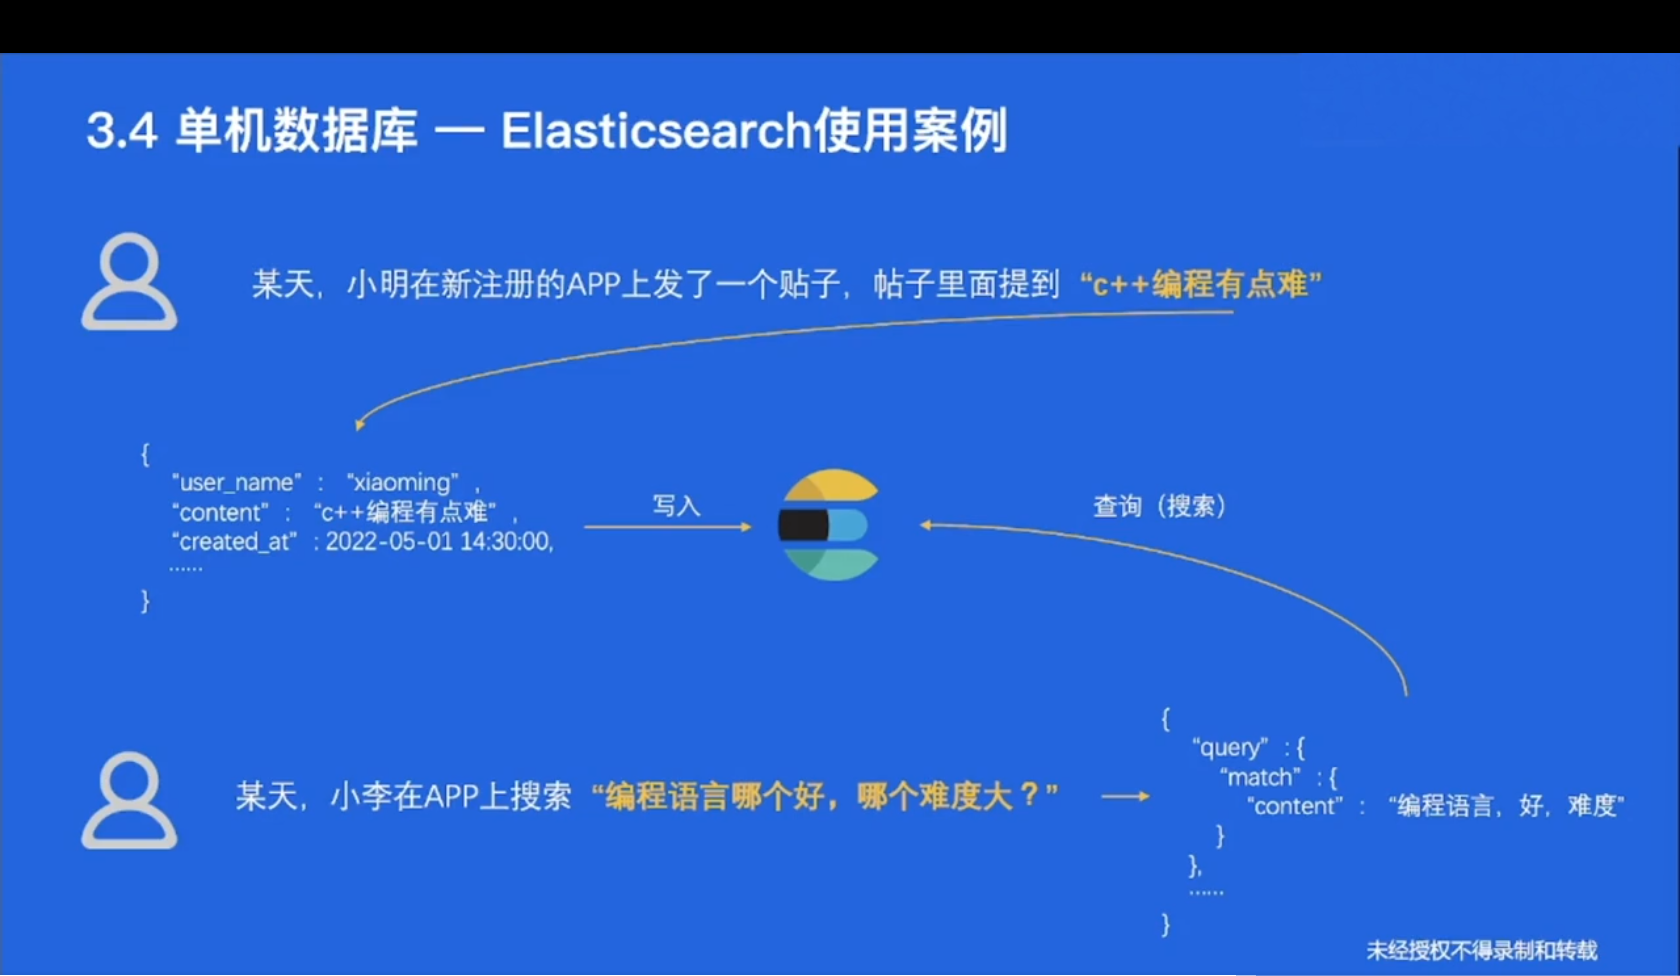 3.4 单机数据库 — Elasticsearch使用案例
某天，小明在新注册的APP上发了一个贴子，帖子里面提到 “c++编程有点难”
{
“user_name” : “xiaoming” ,
“content” : “c++编程有点难” ,
“created_at” : 2022-05-01 14:30:00,
……
}
写入
查询（搜索）
某天，小李在APP上搜索 “编程语言哪个好，哪个难度大？”
{
“query” : {
“match” : {
“content” : “编程语言，好，难度”
}
},
……
}
未经授权不得录制和转载